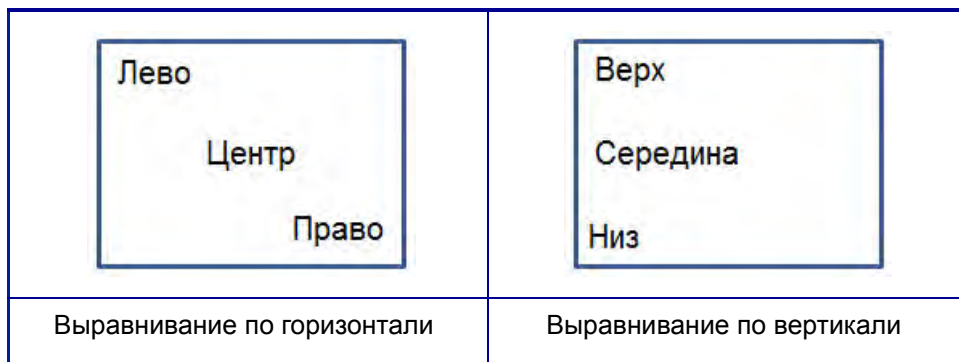 Лево
Центр
Право
Верх
Середина
Низ
Выравнивание по горизонтали
Выравнивание по вертикали